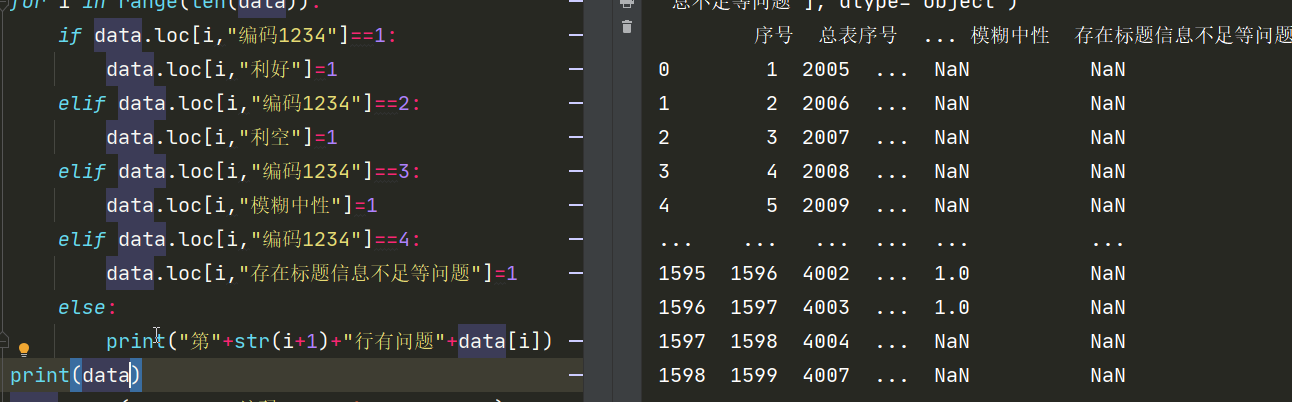 for i in range(len(data)):
if data.loc[i,"编码1234"]==1:
data.loc[i,"利好"]=1
elif data.loc[i,"编码1234"]==2:
data.loc[i,"利空"]=1
elif data.loc[i,"编码1234"]==3:
data.loc[i,"模糊中性"]=1
elif data.loc[i,"编码1234"]==4:
data.loc[i,"存在标题信息不足等问题"]=1
else:
print("第"+str(i+1)+"行有问题"+data[i])
print(data)
息不足等问题'], dtype='object')
序号 总表序号 ... 模糊中性 存在标题信息不足等问题
0 1 2005 ... NaN NaN
1 2 2006 ... NaN NaN
2 3 2007 ... NaN NaN
3 4 2008 ... NaN NaN
4 5 2009 ... NaN NaN
... ... ... ... ... ...
1595 1596 4002 ... 1.0 NaN
1596 1597 4003 ... 1.0 NaN
1597 1598 4004 ... NaN NaN
1598 1599 4007 ... NaN NaN